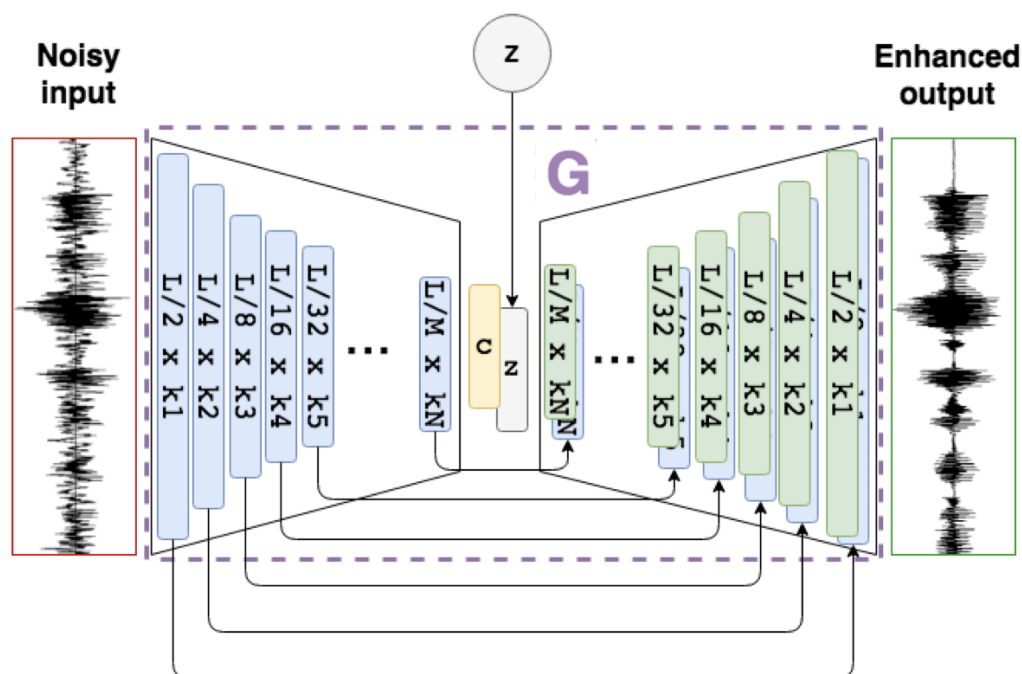 Noisy
input
z
Enhanced
output
G
L/2 x k1
L/4 x k2
L/8 x k3
L/16 x k4
L/32 x k5
...
L/M x kN
C
z
L/M x kN
...
L/32 x k5
L/16 x k4
L/8 x k3
L/4 x k2
L/2 x k1